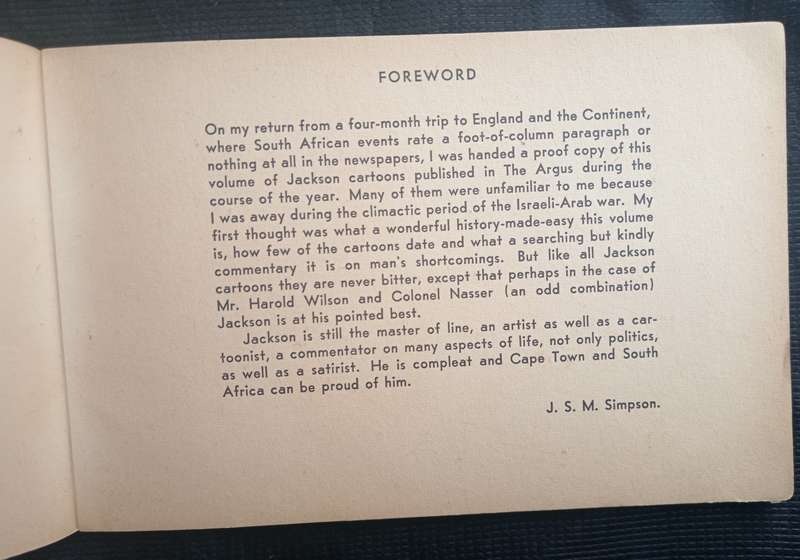 FOREWORD
On my return from a four-month trip to England and the Continent,
where South African events rate a foot-of-column paragraph or
nothing at all in the newspapers, I was handed a proof copy of this
volume of Jackson cartoons published in The Argus during the
course of the year. Many of them were unfamiliar to me because
I was away during the climactic period of the Israeli-Arab war. My
first thought was what a wonderful history-made-easy this volume
is, how few of the cartoons date and what a searching but kindly
commentary it is on man's shortcomings. But like all Jackson
cartoons they are never bitter, except that perhaps in the case of
Mr. Harold Wilson and Colonel Nasser (an odd combination)
Jackson is at his pointed best.
Jackson is still the master of line, an artist as well as a car-
toonist, a commentator on many aspects of life, not only politics,
as well as a satirist. He is compleat and Cape Town and South
Africa can be proud of him.
J. S. M. Simpson.